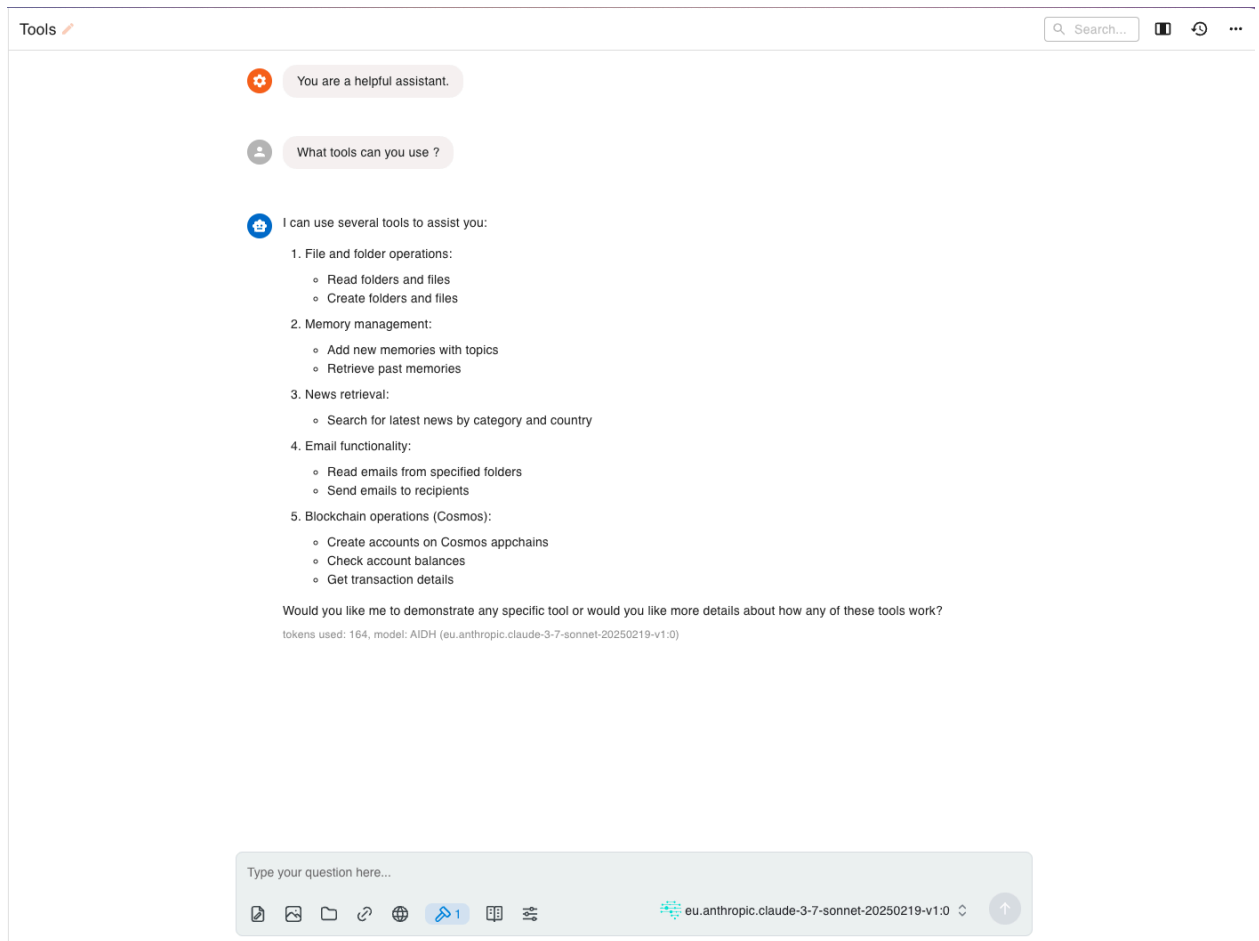 Tools
Search...
You are a helpful assistant.
What tools can you use ?
I can use several tools to assist you:
1. File and folder operations:
Read folders and files
Create folders and files
2. Memory management:
Add new memories with topics
Retrieve past memories
3. News retrieval:
Search for latest news by category and country
4. Email functionality:
Read emails from specified folders
Send emails to recipients
5. Blockchain operations (Cosmos):
Create accounts on Cosmos appchains
Check account balances
Get transaction details
Would you like me to demonstrate any specific tool or would you like more details about how any of these tools work?
tokens used: 164, model: AIDH (eu.anthropic.claude-3-7-sonnet-20250219-v1:0)
Type your question here...
1
eu.anthropic.claude-3-7-sonnet-20250219-v1:0